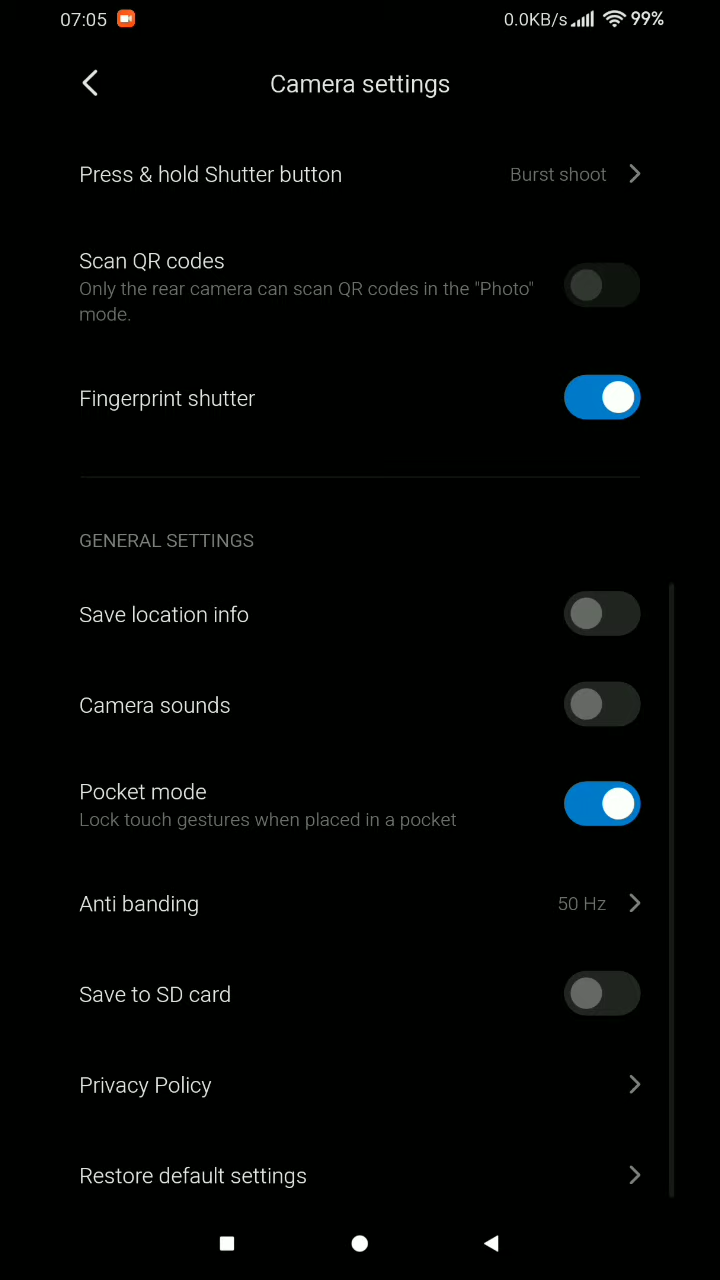 07:05
0.0KB/s 99%
Camera settings
Press & hold Shutter button Burst shoot
Scan QR codes
Only the rear camera can scan QR codes in the "Photo"
mode.
Fingerprint shutter
GENERAL SETTINGS
Save location info
Camera sounds
Pocket mode
Lock touch gestures when placed in a pocket
Anti banding 50 Hz
Save to SD card
Privacy Policy
Restore default settings